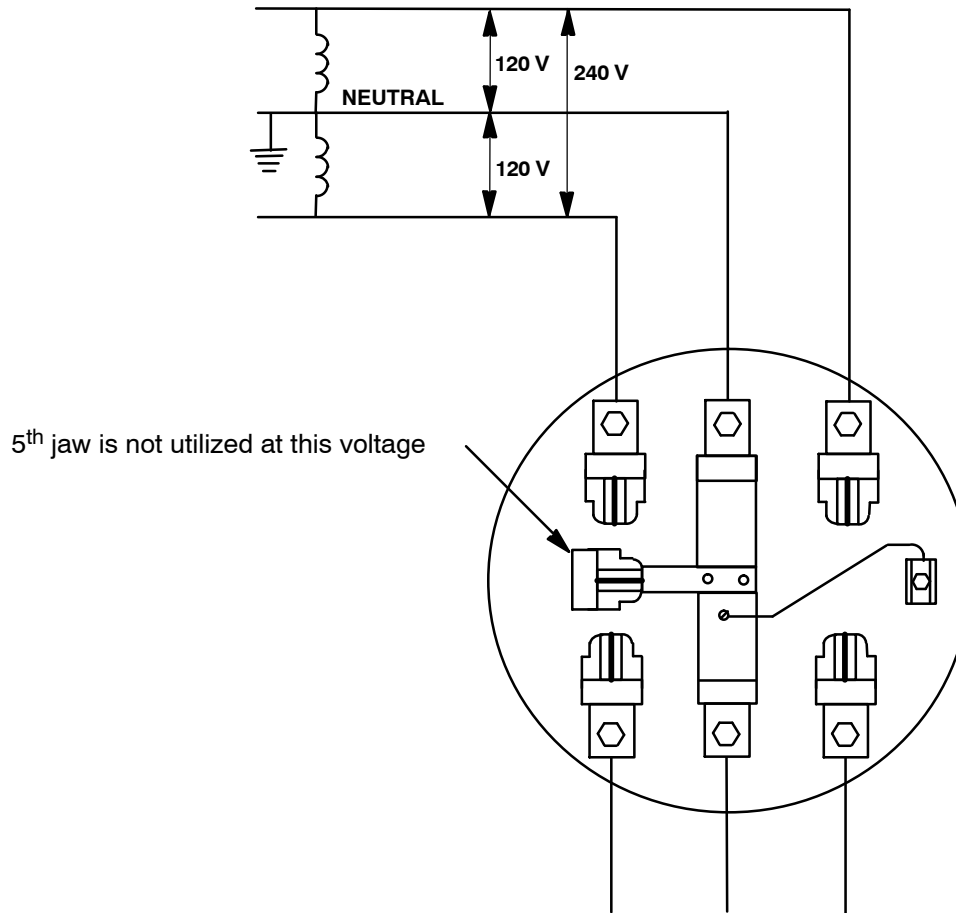 120 V
240 V
NEUTRAL
120 V
5th jaw is not utilized at this voltage